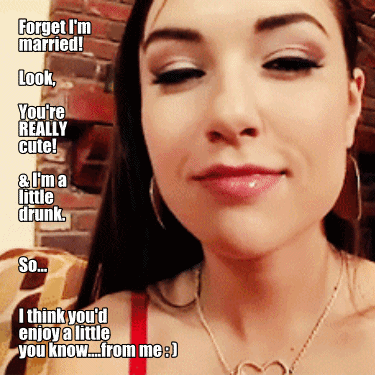 Forget I'm
married!
Look,
You're
REALLY
cute!
& I'm a
little
drunk.
So...
I think you'd
enjoy a little
you know....from me : )